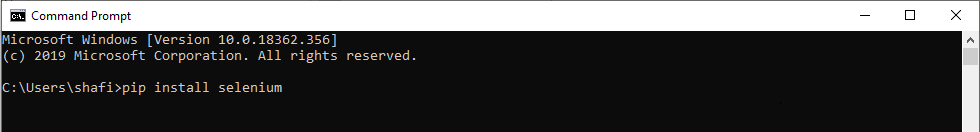 Command Prompt
Microsoft Windows [Version 10.0.18362.356]
(c) 2019 Microsoft Corporation. All rights reserved.
C:\Users\shafi>pip install selenium